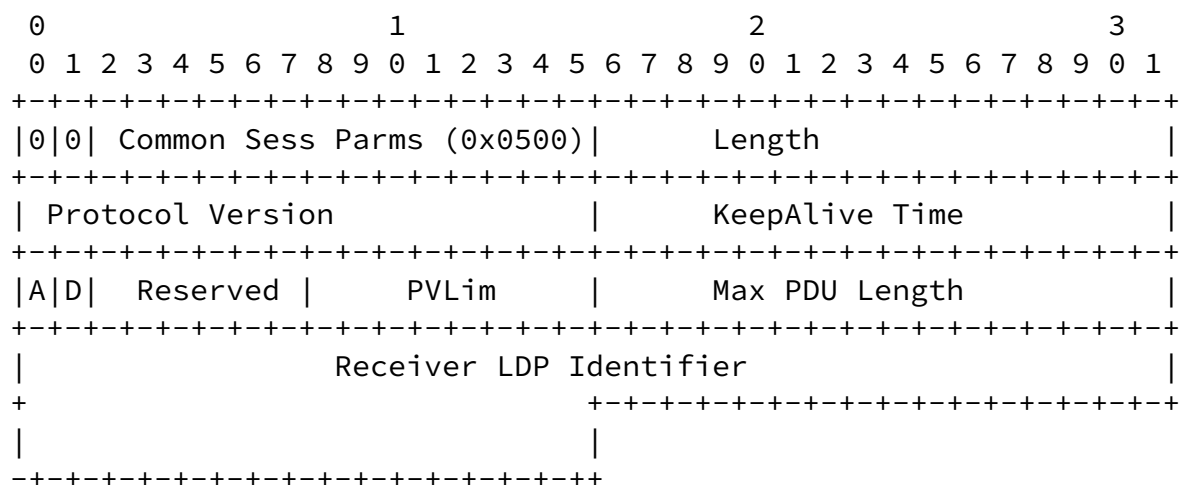 0                   1                   2                   3
 0 1 2 3 4 5 6 7 8 9 0 1 2 3 4 5 6 7 8 9 0 1 2 3 4 5 6 7 8 9 0 1
+-+-+-+-+-+-+-+-+-+-+-+-+-+-+-+-+-+-+-+-+-+-+-+-+-+-+-+-+-+-+-+-+
|0|0| Common Sess Parms (0x0500)|      Length                   |
+-+-+-+-+-+-+-+-+-+-+-+-+-+-+-+-+-+-+-+-+-+-+-+-+-+-+-+-+-+-+-+-+
| Protocol Version              |      KeepAlive Time           |
+-+-+-+-+-+-+-+-+-+-+-+-+-+-+-+-+-+-+-+-+-+-+-+-+-+-+-+-+-+-+-+-+
|A|D|  Reserved |     PVLim     |      Max PDU Length           |
+-+-+-+-+-+-+-+-+-+-+-+-+-+-+-+-+-+-+-+-+-+-+-+-+-+-+-+-+-+-+-+-+
|                 Receiver LDP Identifier                       |
+                               +-+-+-+-+-+-+-+-+-+-+-+-+-+-+-+-+
|                               |
-+-+-+-+-+-+-+-+-+-+-+-+-+-+-+-++